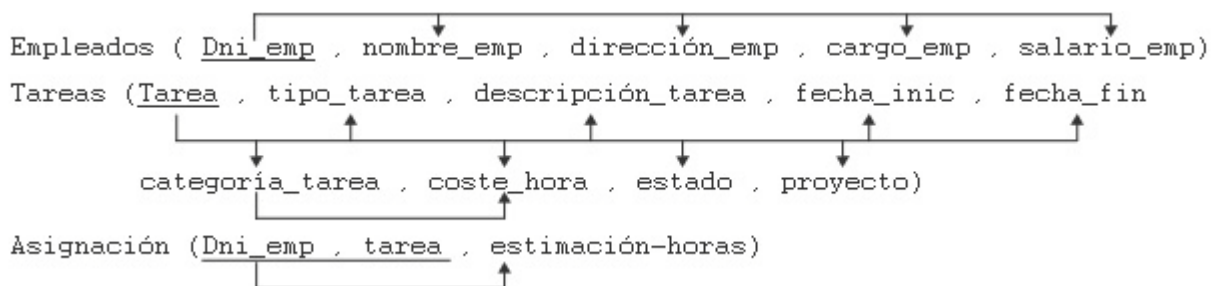 Empleados ( Dni_emp , nombre_emp , dirección_emp , cargo_emp , salario_emp)
Tareas (Tarea , tipo_tarea , descripción_tarea , fecha_inic , fecha_fin
categoría_tarea , coste_hora , estado , proyecto)
Asignación (Dni_emp , tarea , estimación-horas)